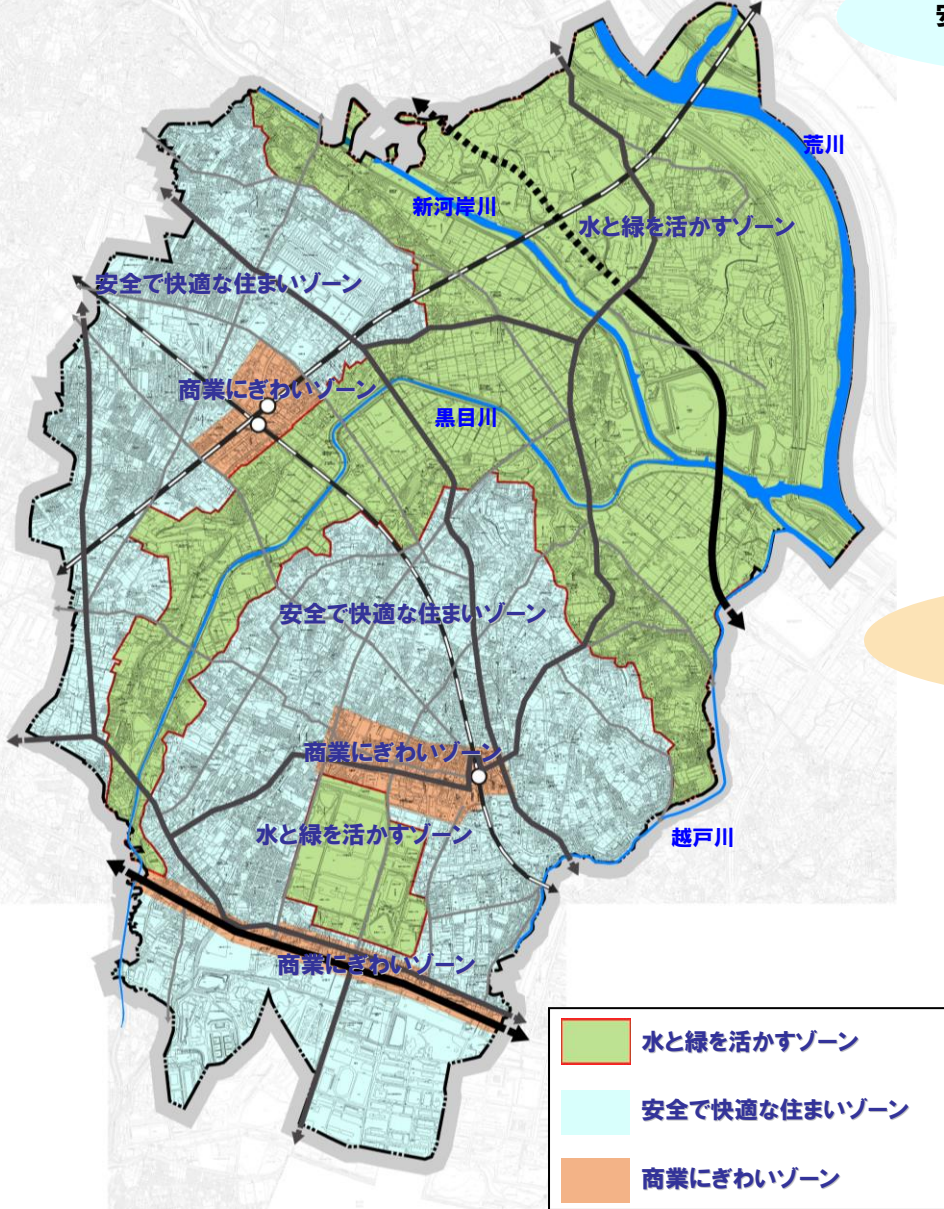 荒川
新河岸川
水と緑を活かすゾーン
安全で快適な住まいゾーン
商業にぎわいゾーン
黒目川
安全で快適な住まいゾーン
商業にぎわいゾーン
水と緑を活かすゾーン
越戸川
商業にぎわいゾーン
水と緑を活かすゾーン
安全で快適な住まいゾーン
商業にぎわいゾーン